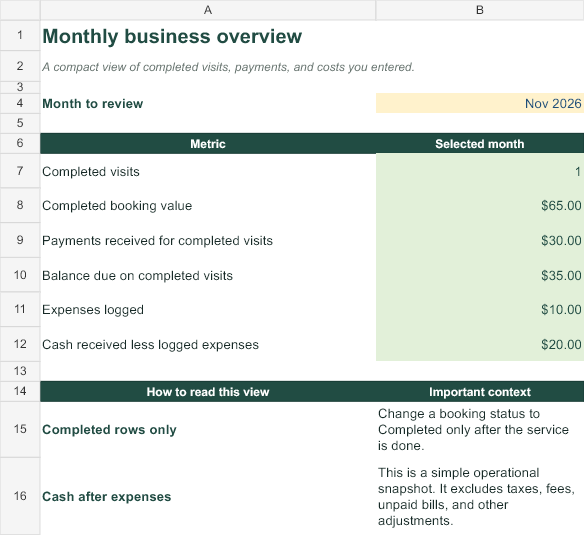 A B
1 Monthly business overview
2 A compact view of completed visits, payments, and costs you entered.
3
4 Month to review Nov 2026
5
6 Metric Selected month
7 Completed visits 1
8 Completed booking value $65.00
9 Payments received for completed visits $30.00
10 Balance due on completed visits $35.00
11 Expenses logged $10.00
12 Cash received less logged expenses $20.00
13
14 How to read this view Important context
15 Completed rows only
Change a booking status to
Completed only after the service
is done.
16 Cash after expenses
This is a simple operational
snapshot. It excludes taxes, fees,
unpaid bills, and other
adjustments.